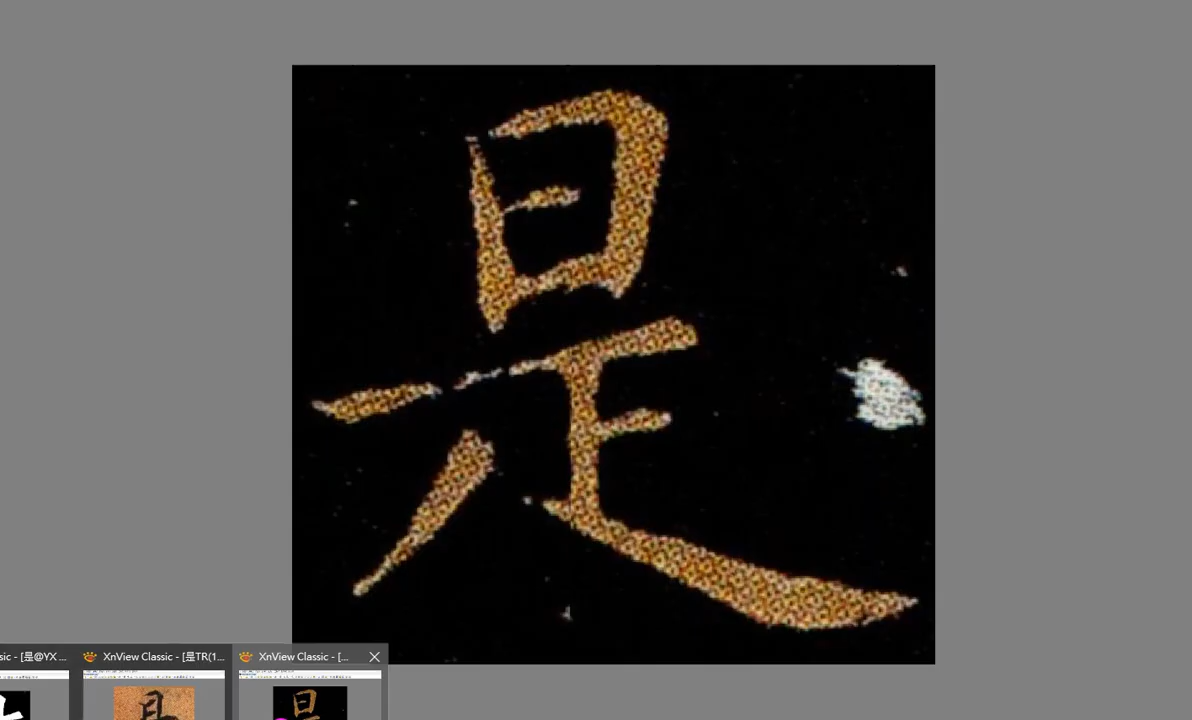 是
sic - [是@YX ...
XnView Classic - [是TR(1...
XnView Classic - [...